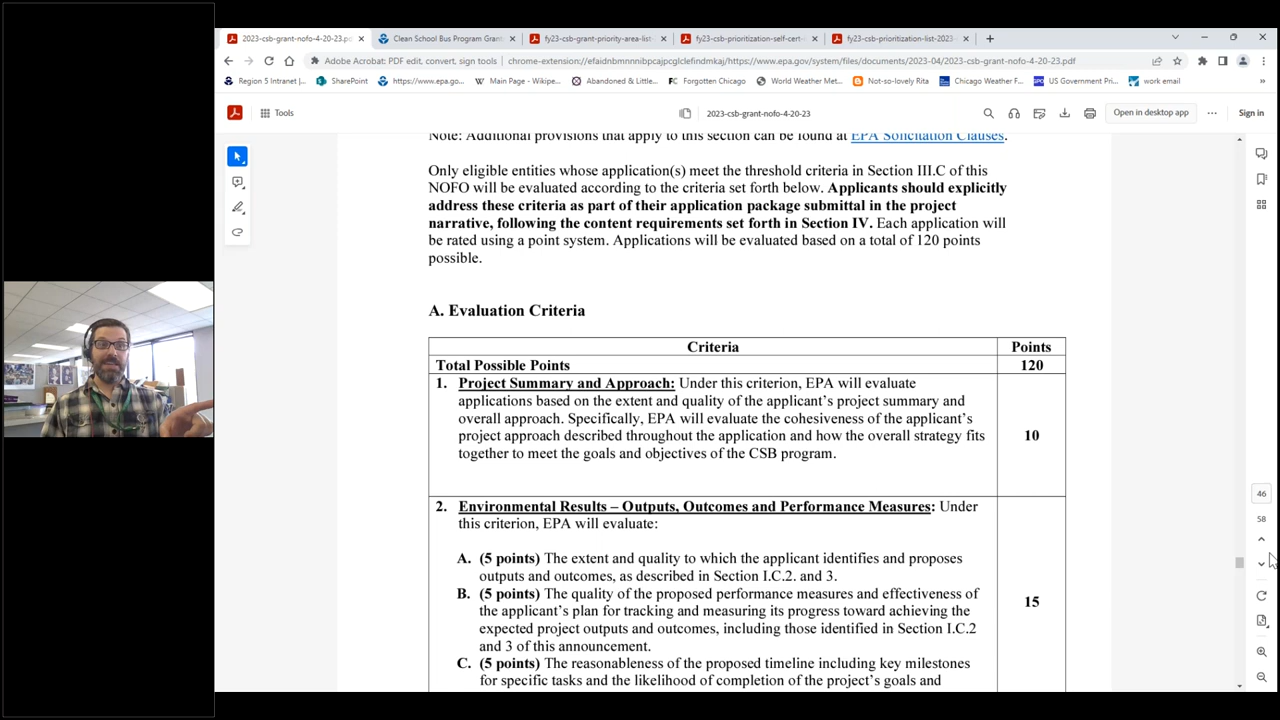 2023-csb-grant-nofo-4-20-23.pd
Clean School Bus Program Grant
fy23-csb-grant-priority-area-list-
fy23-csb-prioritization-self-cert-
fy23-csb-prioritization-list-2023-
Adobe Acrobat: PDF edit, convert, sign tools | chrome-extension://efaidnbmnnnibpcajpcglclefindmkaj/https://www.epa.gov/system/files/documents/2023-04/2023-csb-grant-nofo-4-20-23.pdf
Region 5 Intranet |...
SharePoint
https://www.epa.go...
Main Page - Wikipe...
Abandoned & Little...
Forgotten Chicago
World Weather Met...
Not-so-lovely Rita
Chicago Weather F...
US Government Pri...
work email
Tools
2023-csb-grant-nofo-4-20-23
Open in desktop app
Sign in
Note: Additional provisions that apply to this section can be found at EPA Solicitation Clauses.
Only eligible entities whose application(s) meet the threshold criteria in Section III.C of this
NOFO will be evaluated according to the criteria set forth below. Applicants should explicitly
address these criteria as part of their application package submittal in the project
narrative, following the content requirements set forth in Section IV. Each application will
be rated using a point system. Applications will be evaluated based on a total of 120 points
possible.
A. Evaluation Criteria
Criteria Points
Total Possible Points 120
1. Project Summary and Approach: Under this criterion, EPA will evaluate
applications based on the extent and quality of the applicant's project summary and
overall approach. Specifically, EPA will evaluate the cohesiveness of the applicant's
project approach described throughout the application and how the overall strategy fits
together to meet the goals and objectives of the CSB program.
10
2. Environmental Results – Outputs, Outcomes and Performance Measures: Under
this criterion, EPA will evaluate:
A. (5 points) The extent and quality to which the applicant identifies and proposes
outputs and outcomes, as described in Section I.C.2. and 3.
B. (5 points) The quality of the proposed performance measures and effectiveness of
the applicant's plan for tracking and measuring its progress toward achieving the
expected project outputs and outcomes, including those identified in Section I.C.2
and 3 of this announcement.
C. (5 points) The reasonableness of the proposed timeline including key milestones
for specific tasks and the likelihood of completion of the project's goals and
15
46
58